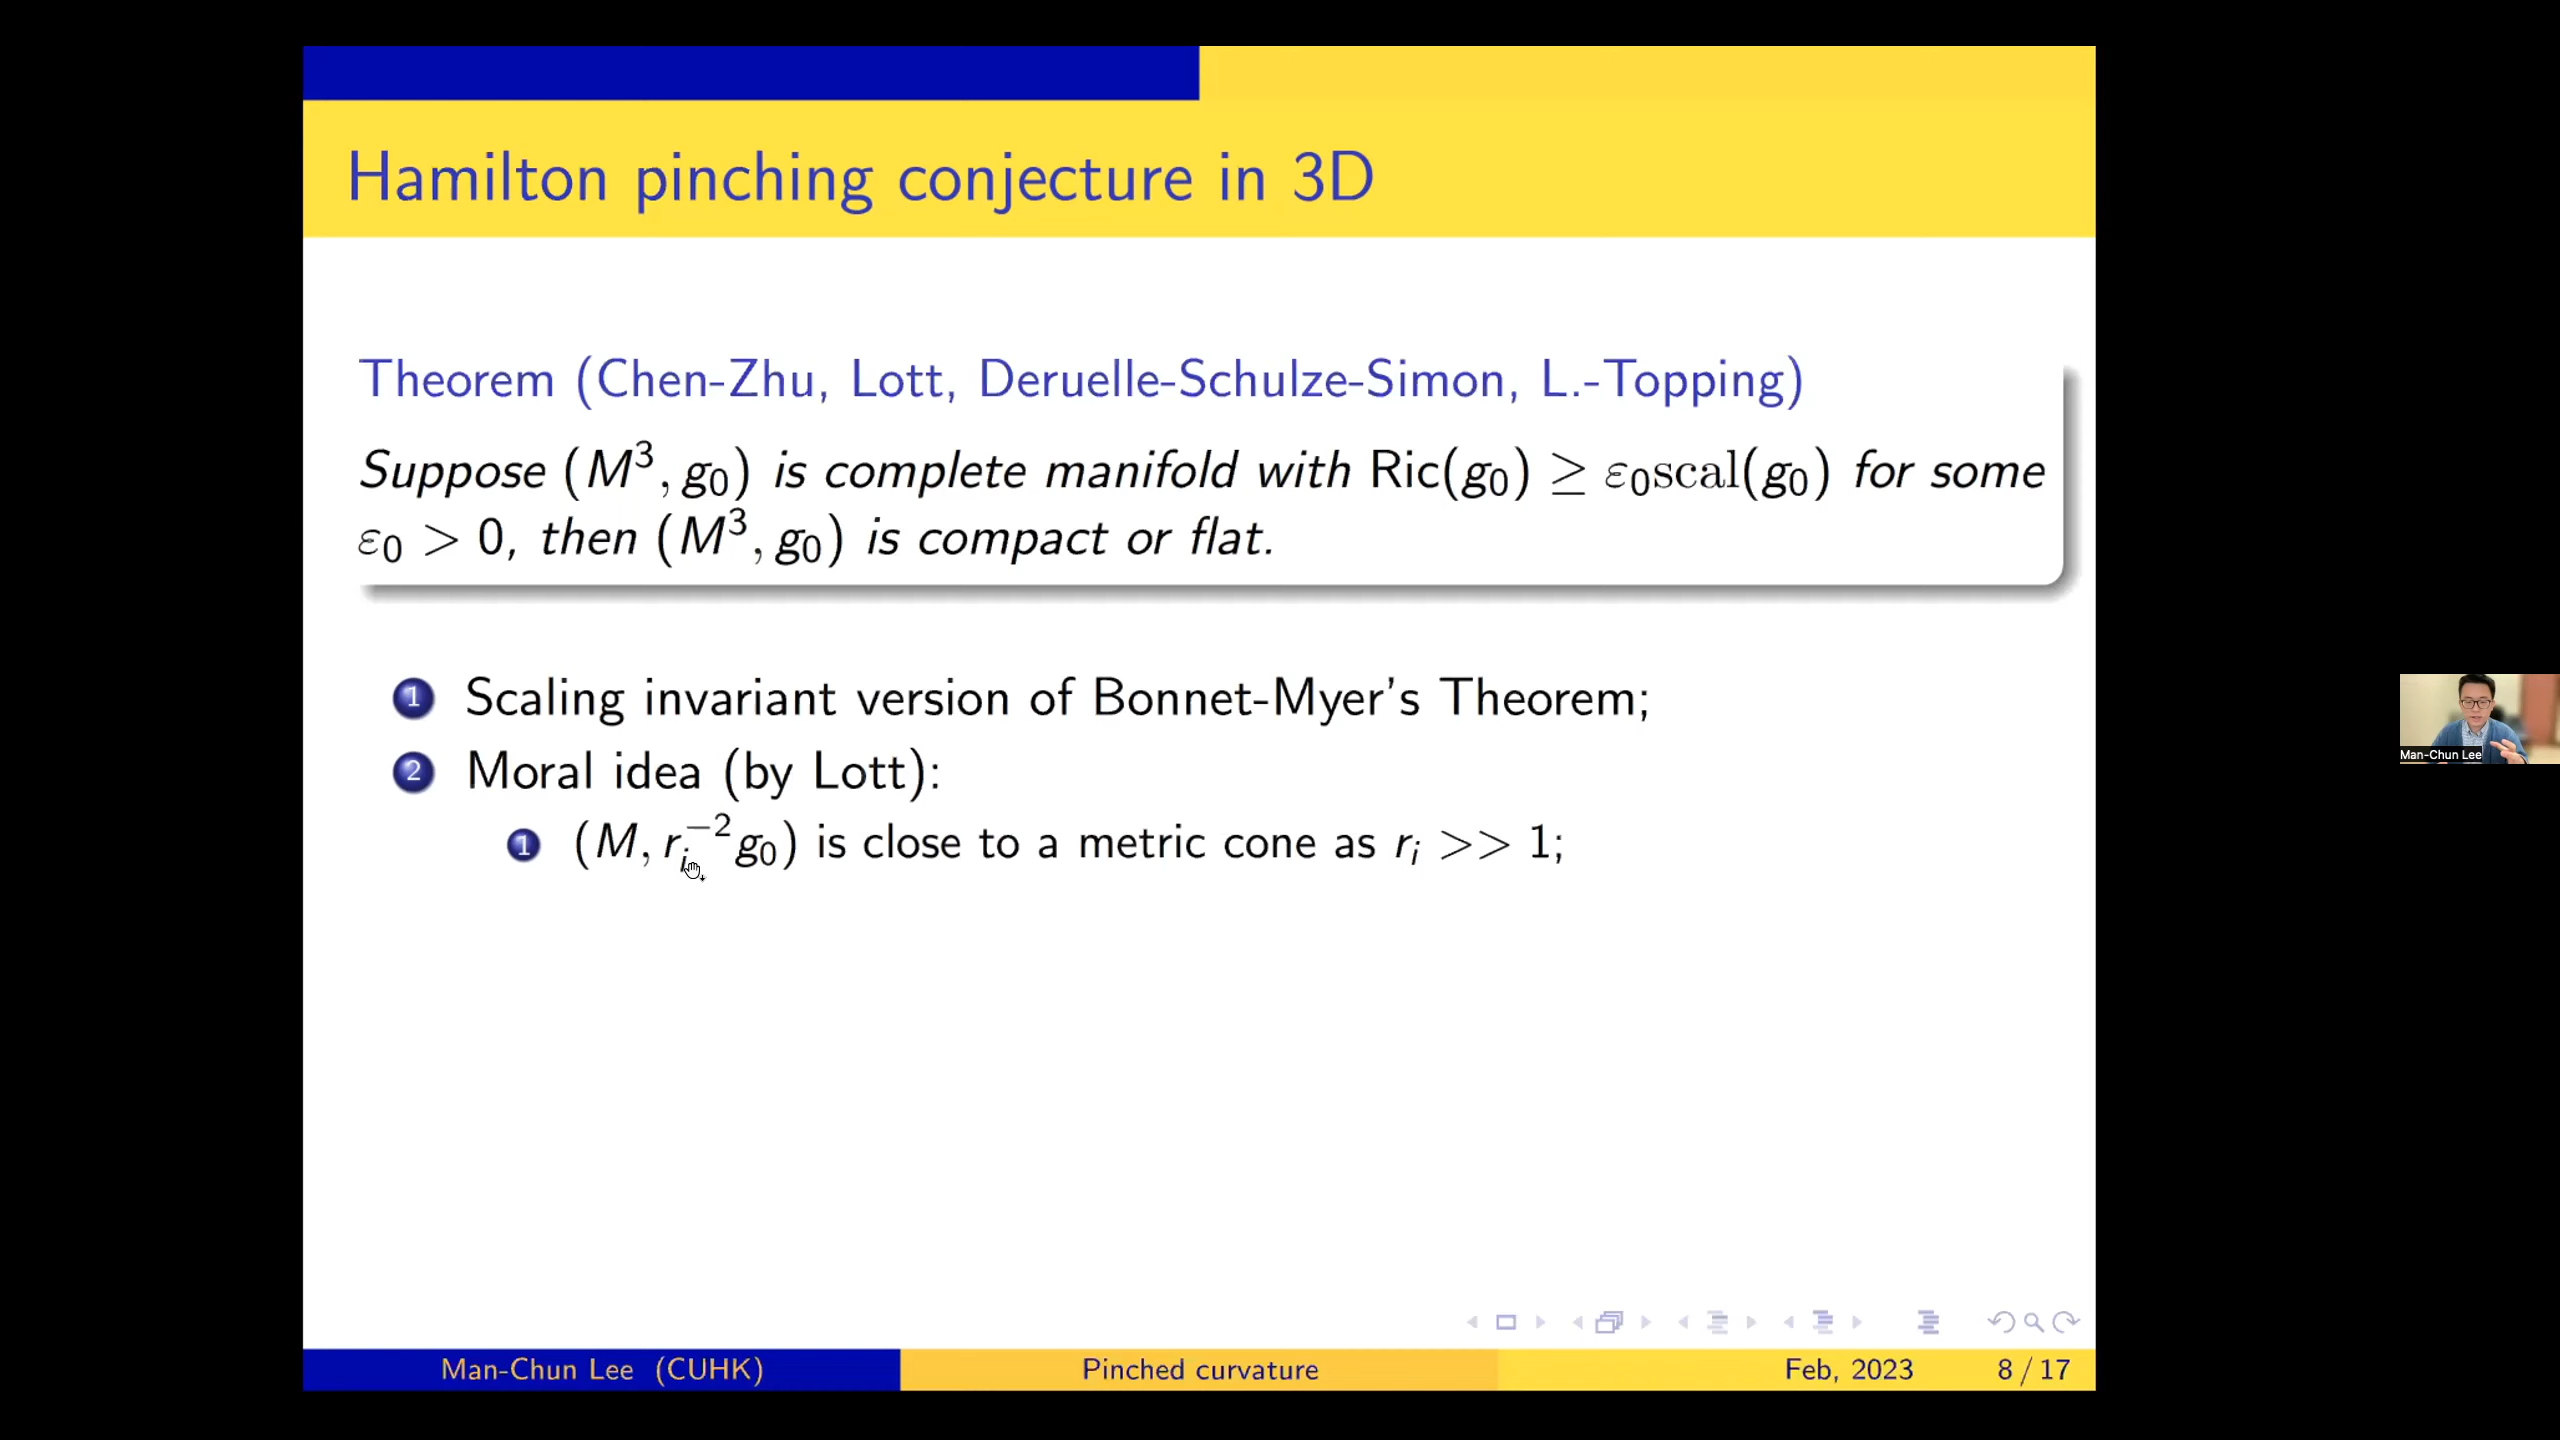 Hamilton pinching conjecture in 3D
Theorem (Chen-Zhu, Lott, Deruelle-Schulze-Simon, L.-Topping)
Suppose (M³, g₀) is complete manifold with Ric(g₀) ≥ ε₀scal(g₀) for some
ε₀ > 0, then (M³, g₀) is compact or flat.
1 Scaling invariant version of Bonnet-Myer's Theorem;
2 Moral idea (by Lott):
1 (M, rᵢ⁻²g₀) is close to a metric cone as rᵢ >> 1;
Man-Chun Lee
Man-Chun Lee (CUHK) Pinched curvature Feb, 2023 8 / 17